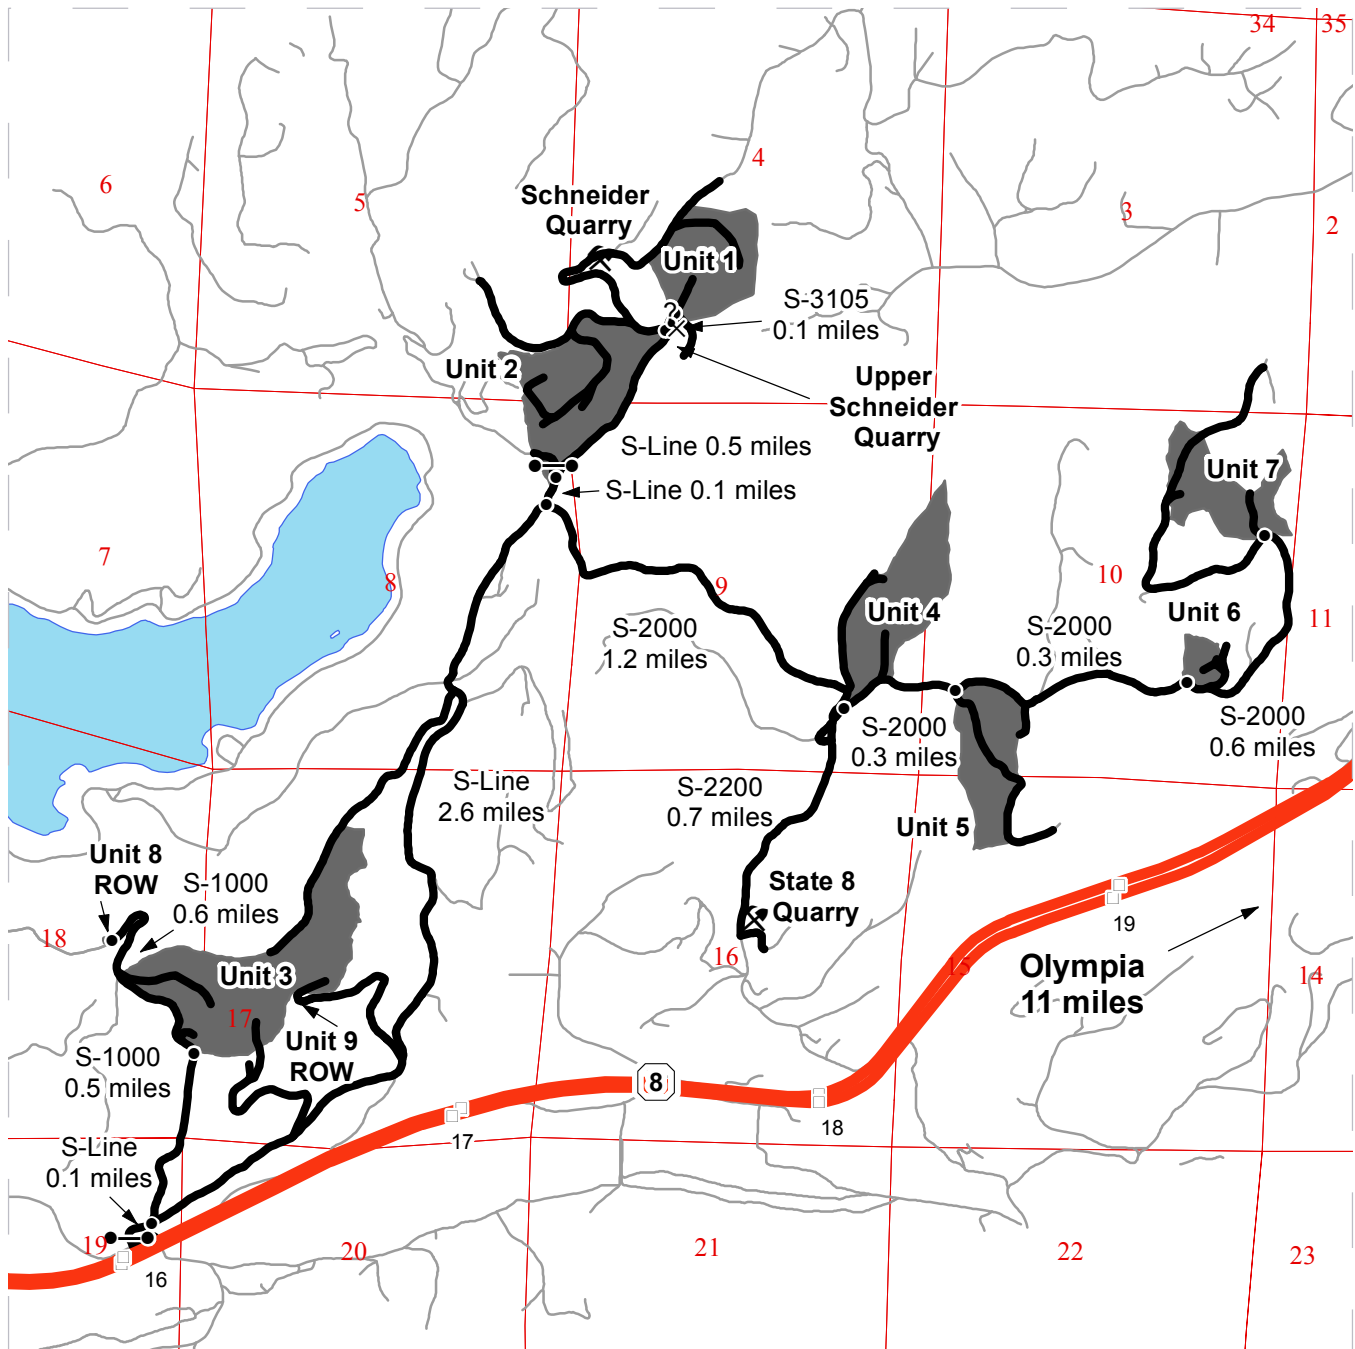 34
35
4
6
5
3
2
Schneider
Quarry
Unit 1
S-3105
0.1 miles
Unit 2
Upper
Schneider
Quarry
S-Line 0.5 miles
S-Line 0.1 miles
Unit 7
7
8
9
10
11
Unit 4
Unit 6
S-2000
1.2 miles
S-2000
0.3 miles
S-2000
0.3 miles
S-2000
0.6 miles
S-Line
2.6 miles
S-2200
0.7 miles
Unit 5
Unit 8
ROW
S-1000
0.6 miles
State 8
Quarry
19
18
16
15
14
Unit 3
Olympia
11 miles
17
Unit 9
ROW
S-1000
0.5 miles
8
18
17
S-Line
0.1 miles
19
16
20
21
22
23